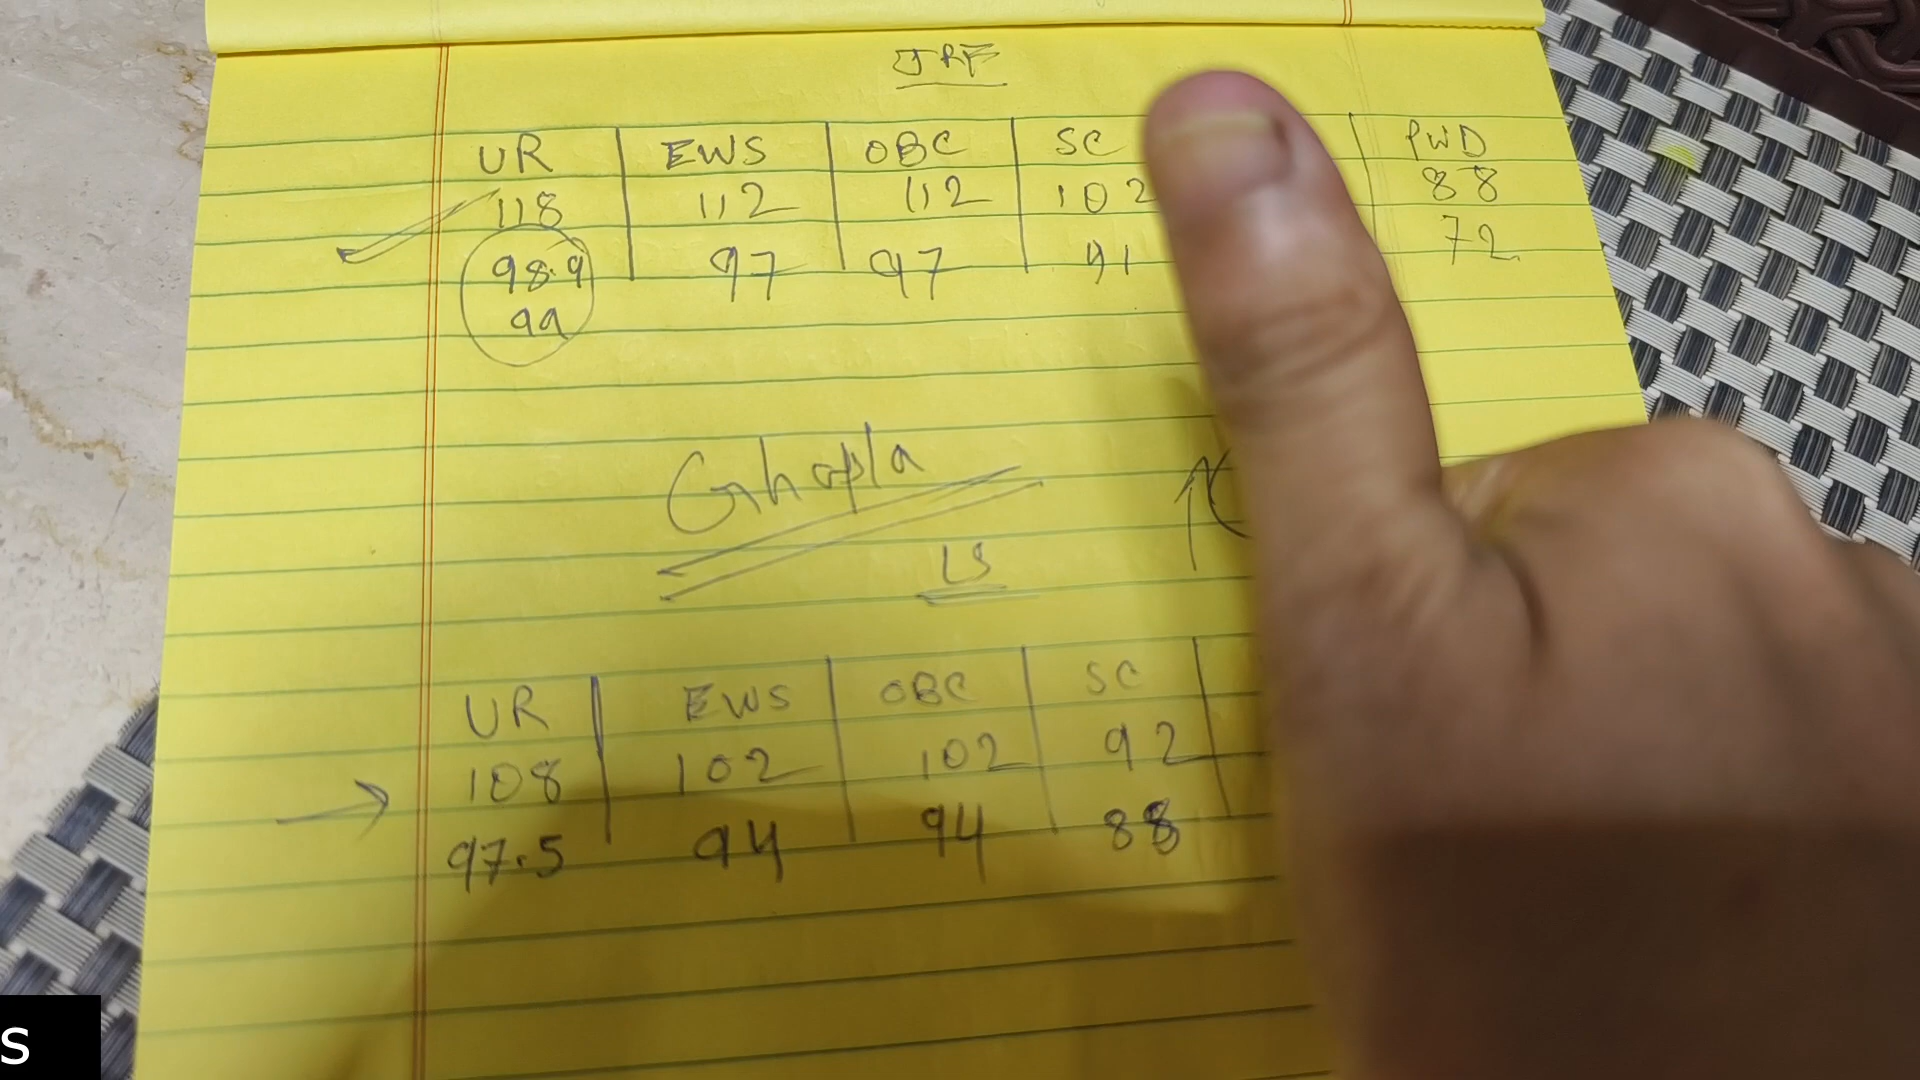 JRF
UR EWS OBC SC PWD
118 112 112 102 88
98.9 97 97 91 72
99
Ghapla
LS
UR EWS OBC SC
108 102 102 92
97.5 94 94 88
s